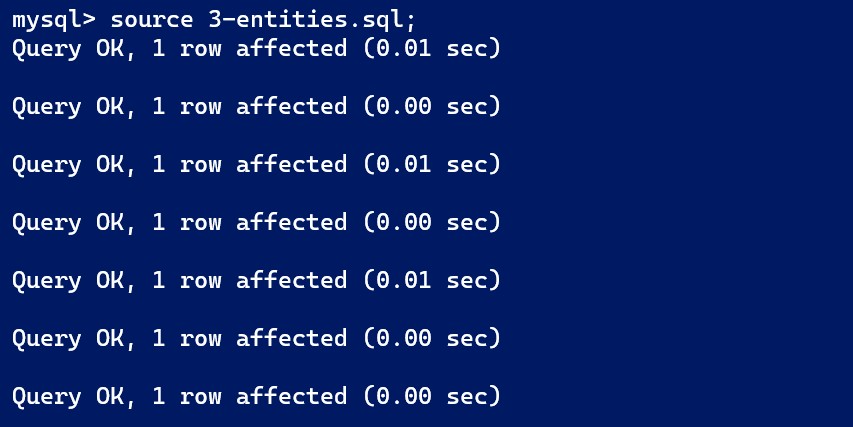 mysql> source 3-entities.sql;
Query OK, 1 row affected (0.01 sec)
Query OK, 1 row affected (0.00 sec)
Query OK, 1 row affected (0.01 sec)
Query OK, 1 row affected (0.00 sec)
Query OK, 1 row affected (0.01 sec)
Query OK, 1 row affected (0.00 sec)
Query OK, 1 row affected (0.00 sec)